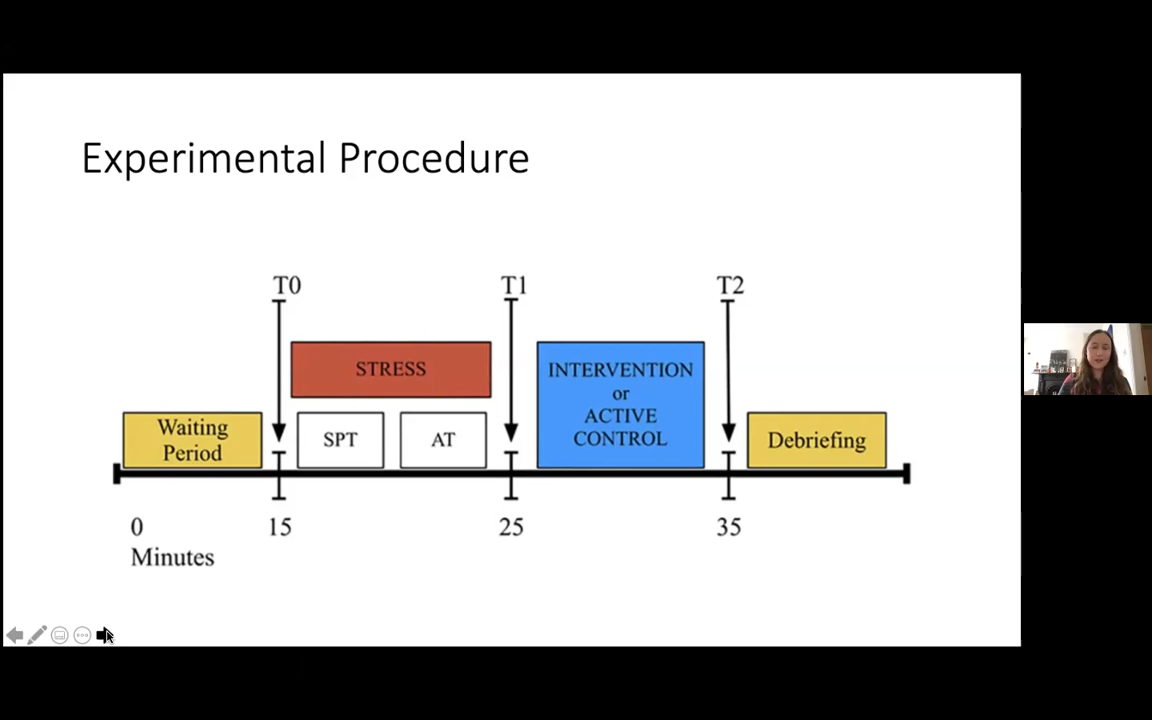 Experimental Procedure
T0
T1
T2
STRESS
INTERVENTION
or
ACTIVE
CONTROL
Waiting
Period
SPT
AT
Debriefing
0
15
25
35
Minutes